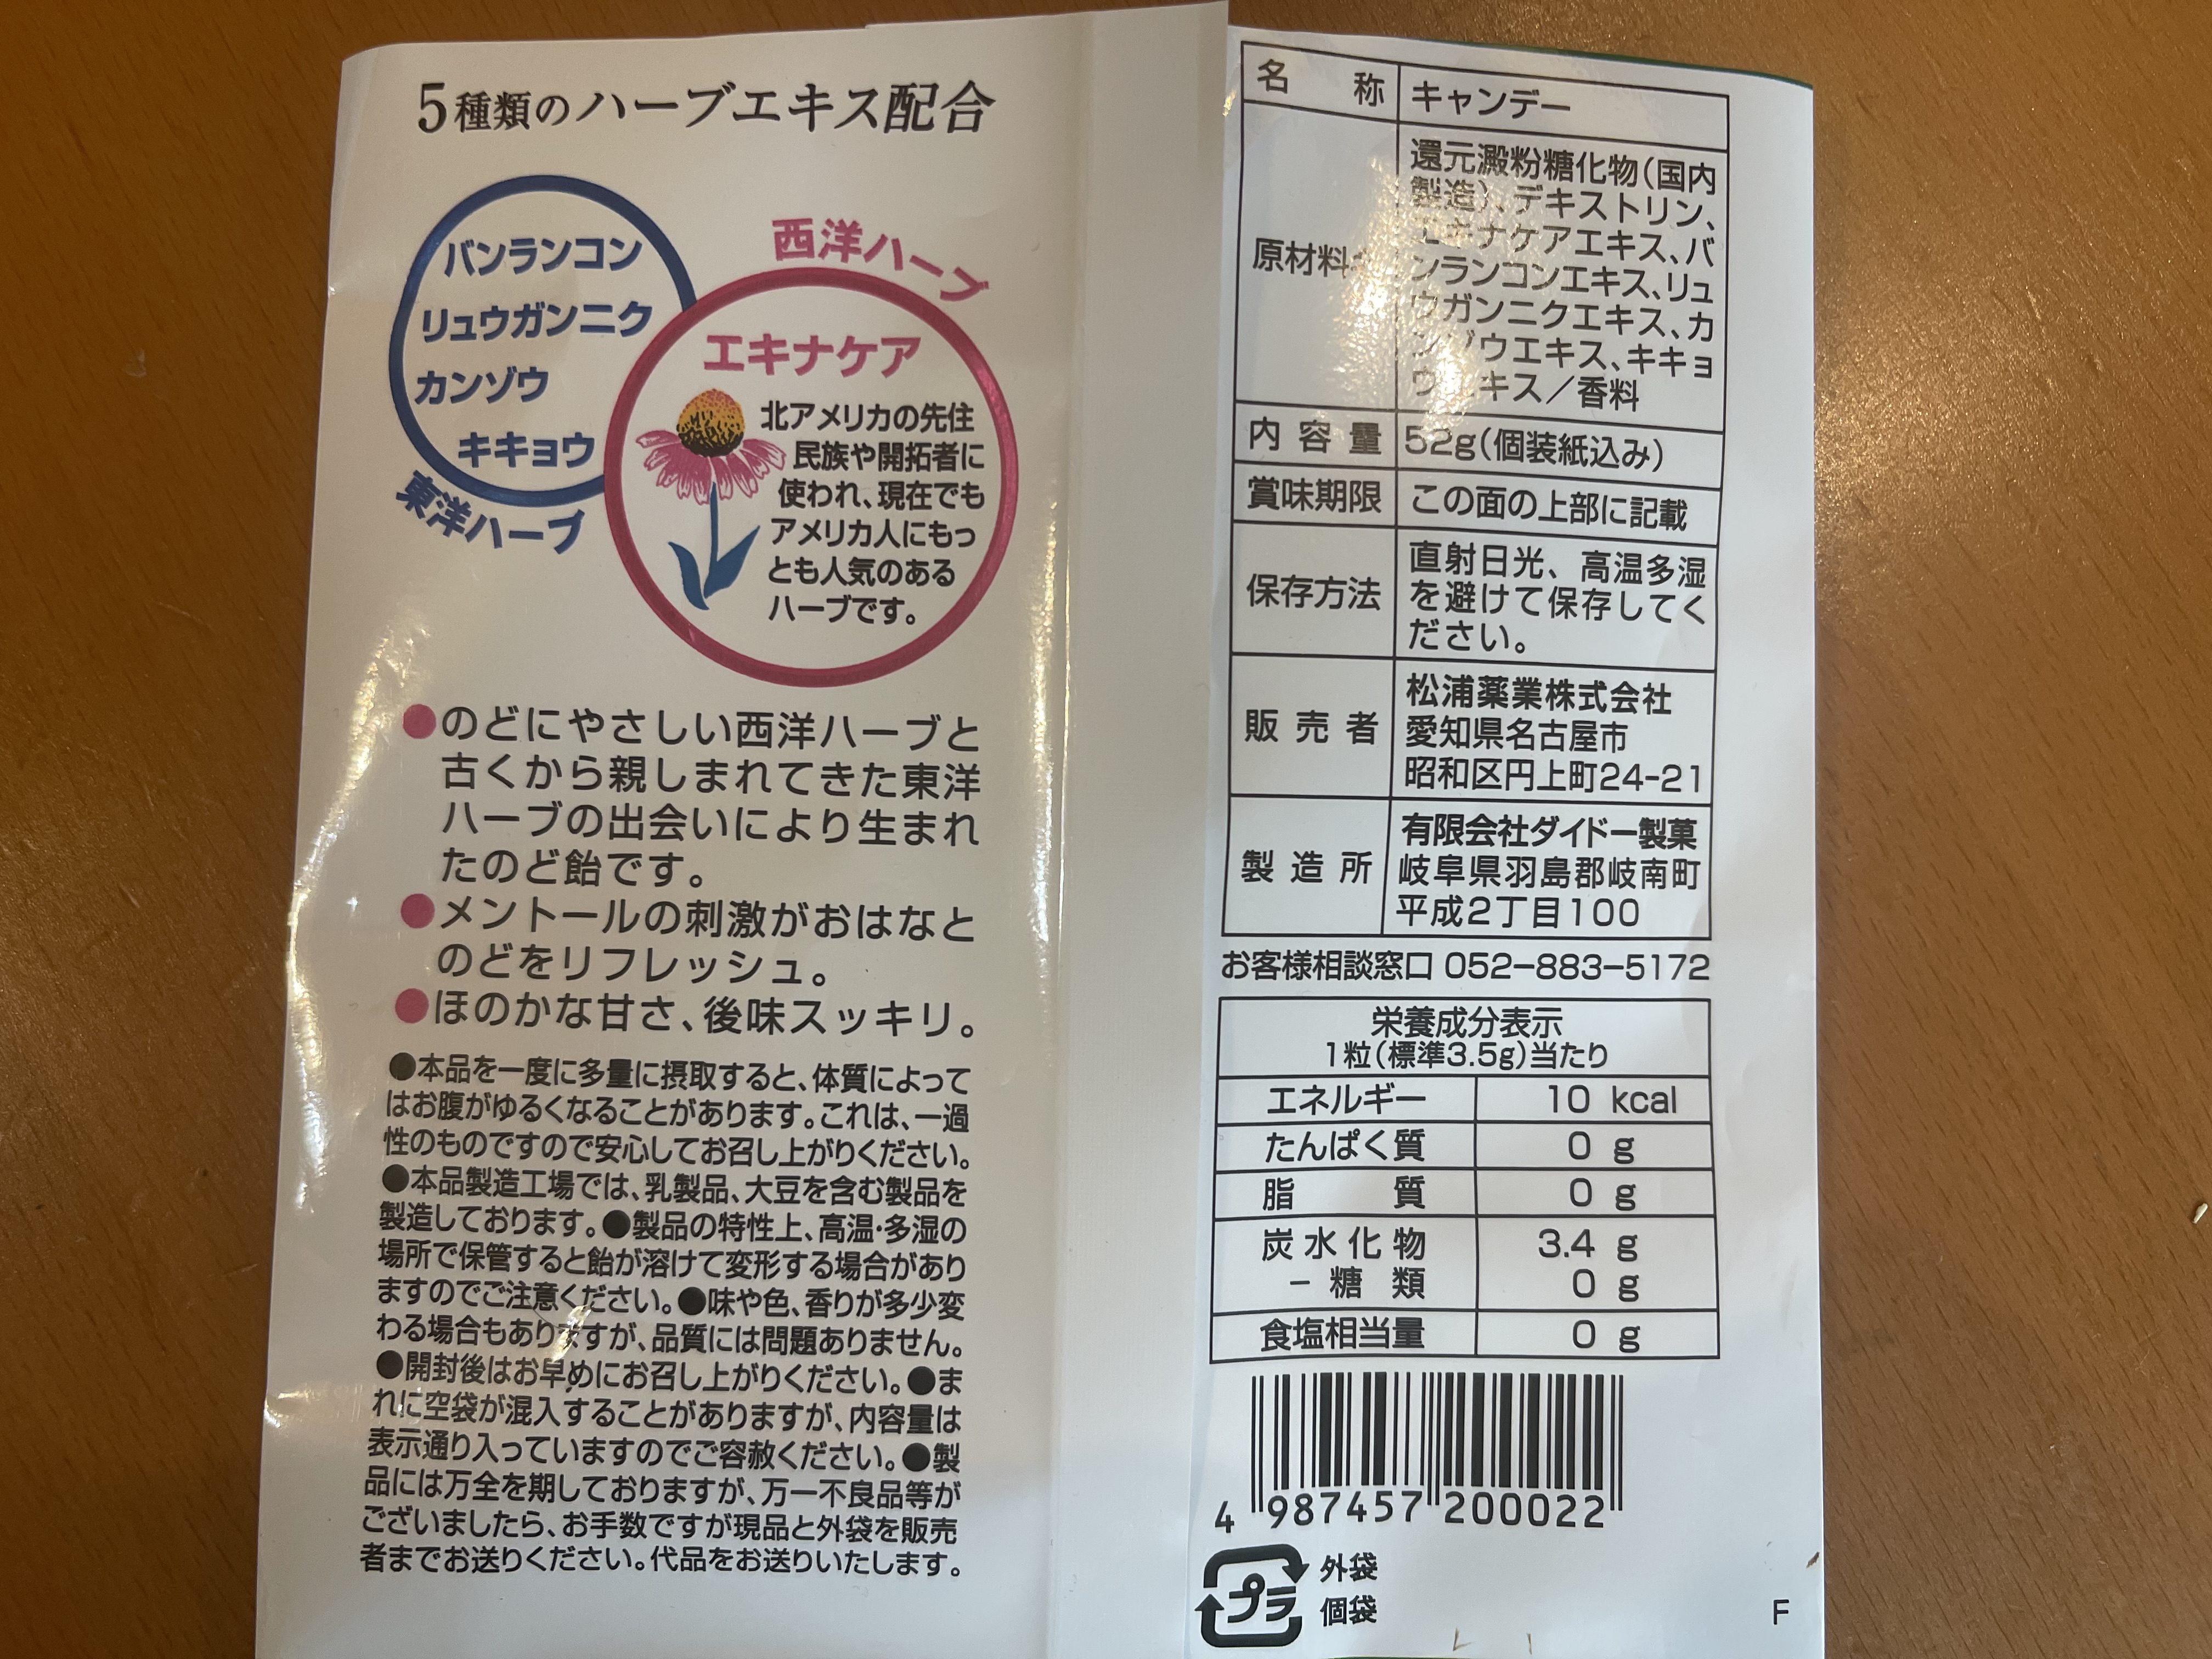 5種類のハーブエキス配合
バンランコン
リュウガンニク
カンゾウ
キキョウ
東洋ハーブ
西洋ハーブ
エキナケア
北アメリカの先住
民族や開拓者に
使われ、現在でも
アメリカ人にもっ
とも人気のある
ハーブです。
●のどにやさしい西洋ハーブと
古くから親しまれてきた東洋
ハーブの出会いにより生まれ
たのど飴です。
●メントールの刺激がおはなと
のどをリフレッシュ。
●ほのかな甘さ、後味スッキリ。
●本品を一度に多量に摂取すると、体質によって
はお腹がゆるくなることがあります。これは、一過
性のものですので安心してお召し上がりください。
●本品製造工場では、乳製品、大豆を含む製品を
製造しております。●製品の特性上、高温・多湿の
場所で保管すると飴が溶けて変形する場合があり
ますのでご注意ください。●味や色、香りが多少変
わる場合もありますが、品質には問題ありません。
●開封後はお早めにお召し上がりください。●ま
れに空袋が混入することがありますが、内容量は
表示通り入っていますのでご容赦ください。●製
品には万全を期しておりますが、万一不良品等が
ございましたら、お手数ですが現品と外袋を販売
者までお送りください。代品をお送りいたします。
名 称 キャンデー
原材料名 還元澱粉糖化物(国内
製造)、デキストリン、
エキナケアエキス、バ
ンランコンエキス、リュ
ウガンニクエキス、カ
ンゾウエキス、キキョ
ウエキス/香料
内容量 52g(個装紙込み)
賞味期限 この面の上部に記載
保存方法 直射日光、高温多湿
を避けて保存してく
ださい。
販売者 松浦薬業株式会社
愛知県名古屋市
昭和区円上町24-21
製造所 有限会社ダイドー製菓
岐阜県羽島郡岐南町
平成2丁目100
お客様相談窓口 052-883-5172
栄養成分表示
1粒(標準3.5g)当たり
エネルギー 10 kcal
たんぱく質 0 g
脂質 0 g
炭水化物 3.4 g
-糖類 0 g
食塩相当量 0 g
4 987457 200022
プラ
外袋
個袋
F